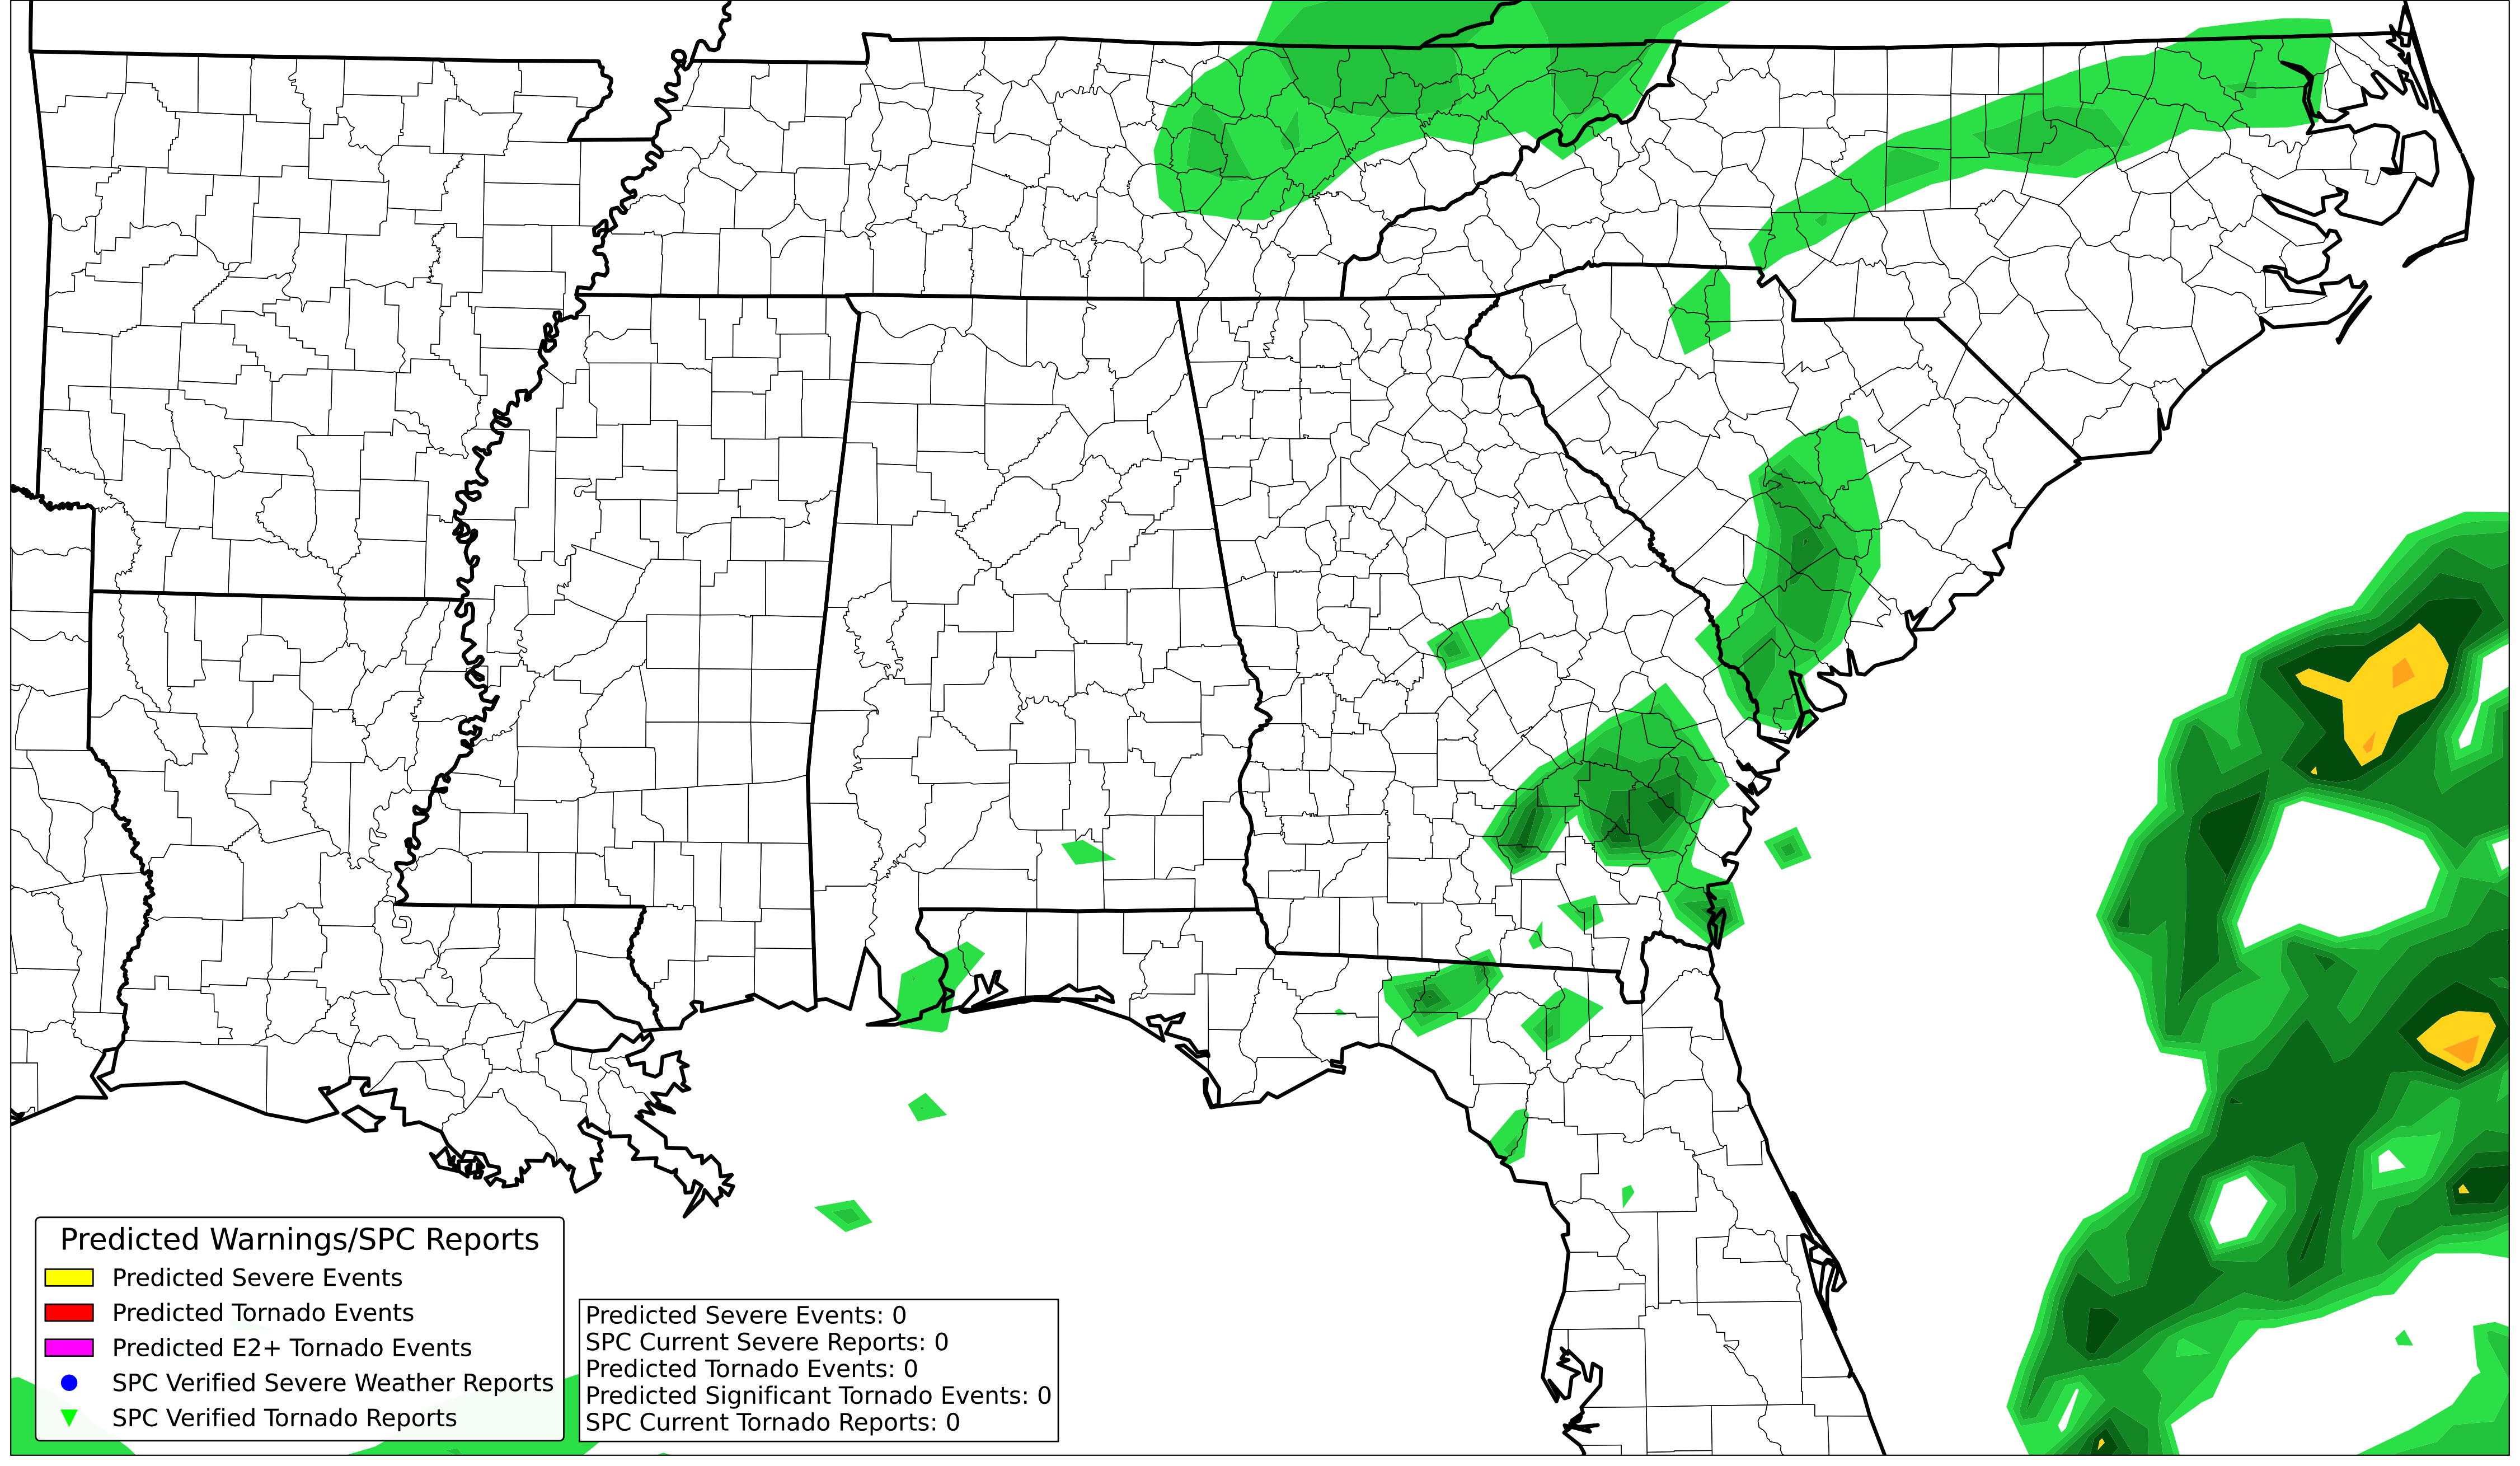 Predicted Warnings/SPC Reports
Predicted Severe Events
Predicted Tornado Events
Predicted E2+ Tornado Events
SPC Verified Severe Weather Reports
SPC Verified Tornado Reports
Predicted Severe Events: 0
SPC Current Severe Reports: 0
Predicted Tornado Events: 0
Predicted Significant Tornado Events: 0
SPC Current Tornado Reports: 0